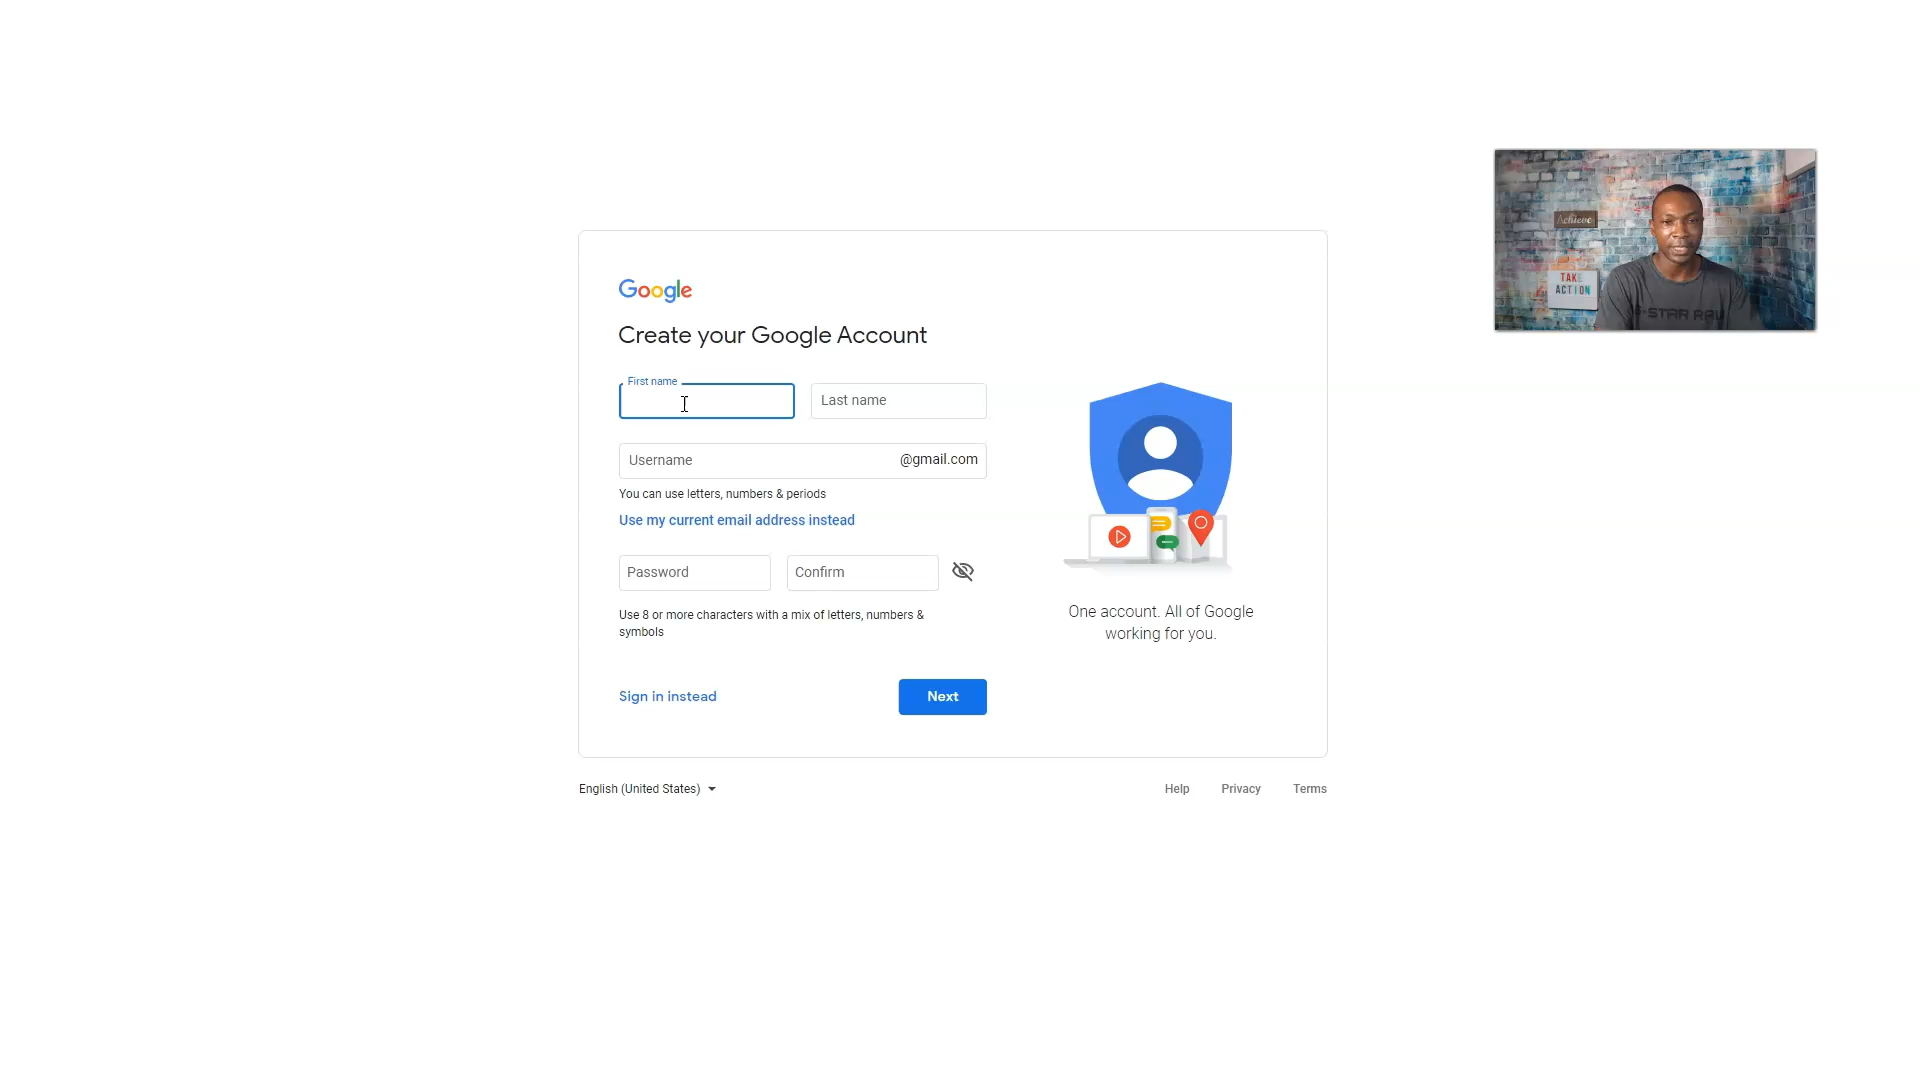 Google
Create your Google Account
First name
Last name
Username
@gmail.com
You can use letters, numbers & periods
Use my current email address instead
Password
Confirm
Use 8 or more characters with a mix of letters, numbers &
symbols
Sign in instead
Next
One account. All of Google
working for you.
English (United States)
Help
Privacy
Terms
Achieve
TAKE
ACTION
G-STAR RAW